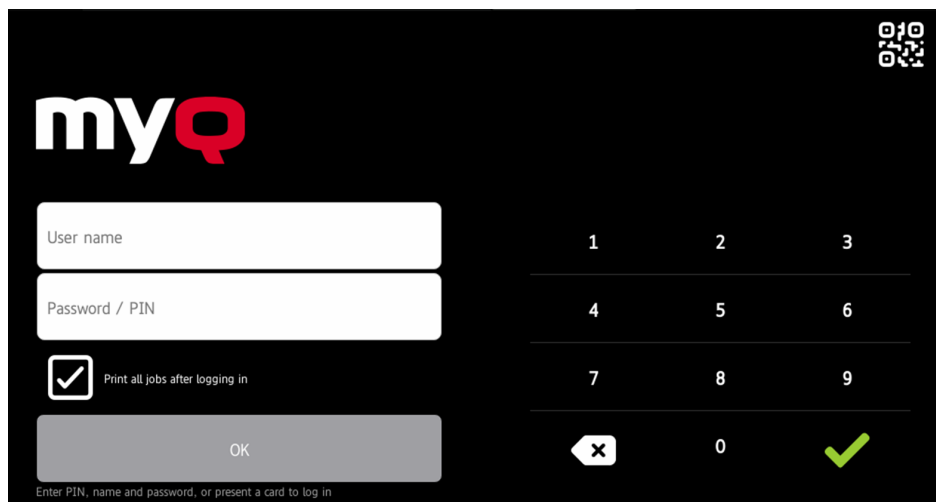 myQ
User name
Password / PIN
Print all jobs after logging in
OK
Enter PIN, name and password, or present a card to log in
1 2 3
4 5 6
7 8 9
0